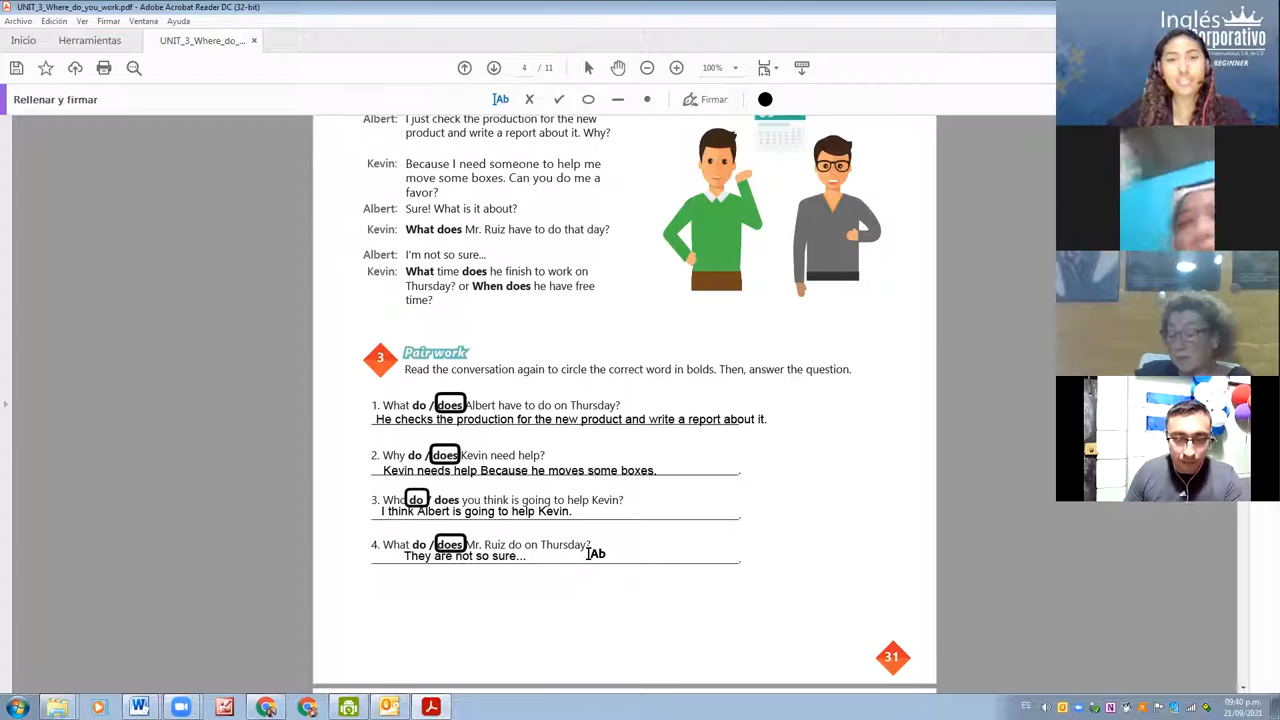 UNIT_3_Where_do_you_work.pdf - Adobe Acrobat Reader DC (32-bit)
Archivo Edición Ver Firmar Ventana Ayuda
Inicio Herramientas UNIT_3_Where_do_... ×
4 / 11 100%
Rellenar y firmar Ab Firmar
Albert: I just check the production for the new
product and write a report about it. Why?
Kevin: Because I need someone to help me
move some boxes. Can you do me a
favor?
Albert: Sure! What is it about?
Kevin: What does Mr. Ruiz have to do that day?
Albert: I'm not so sure...
Kevin: What time does he finish to work on
Thursday? or When does he have free
time?
3 Pair work
Read the conversation again to circle the correct word in bolds. Then, answer the question.
1. What do / does Albert have to do on Thursday?
He checks the production for the new product and write a report about it.
2. Why do / does Kevin need help?
Kevin needs help Because he moves some boxes.
3. Who do / does you think is going to help Kevin?
I think Albert is going to help Kevin.
4. What do / does Mr. Ruiz do on Thursday?
They are not so sure...
Ab
31
Inglés
Corporativo
BEGINNER
ES 09:40 p.m.
21/09/2021